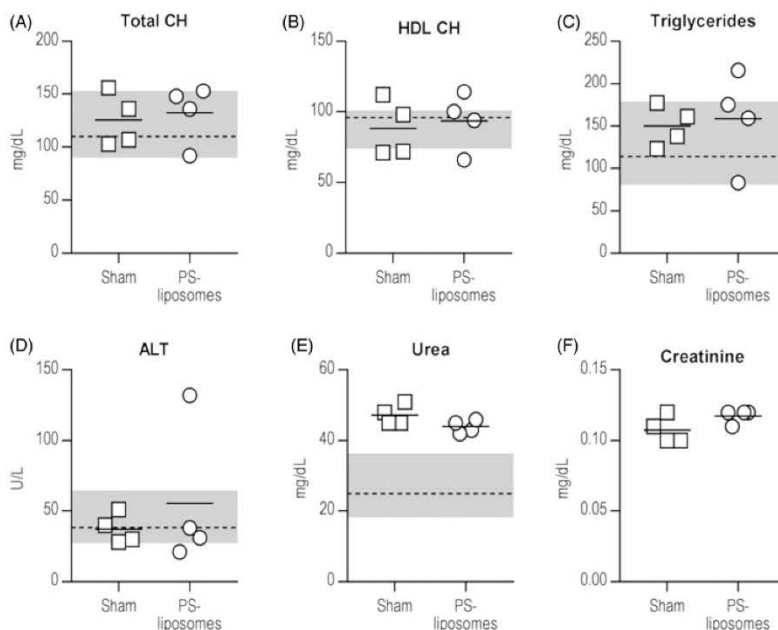 (A) Total CH
200
150
100
50
0
mg/dL
Sham
PS-
liposomes
(B) HDL CH
150
100
50
0
mg/dL
Sham
PS-
liposomes
(C) Triglycerides
250
200
150
100
50
0
mg/dL
Sham
PS-
liposomes
(D) ALT
150
100
50
0
U/L
Sham
PS-
liposomes
(E) Urea
60
40
20
0
mg/dL
Sham
PS-
liposomes
(F) Creatinine
0.15
0.10
0.05
0.00
mg/dL
Sham
PS-
liposomes